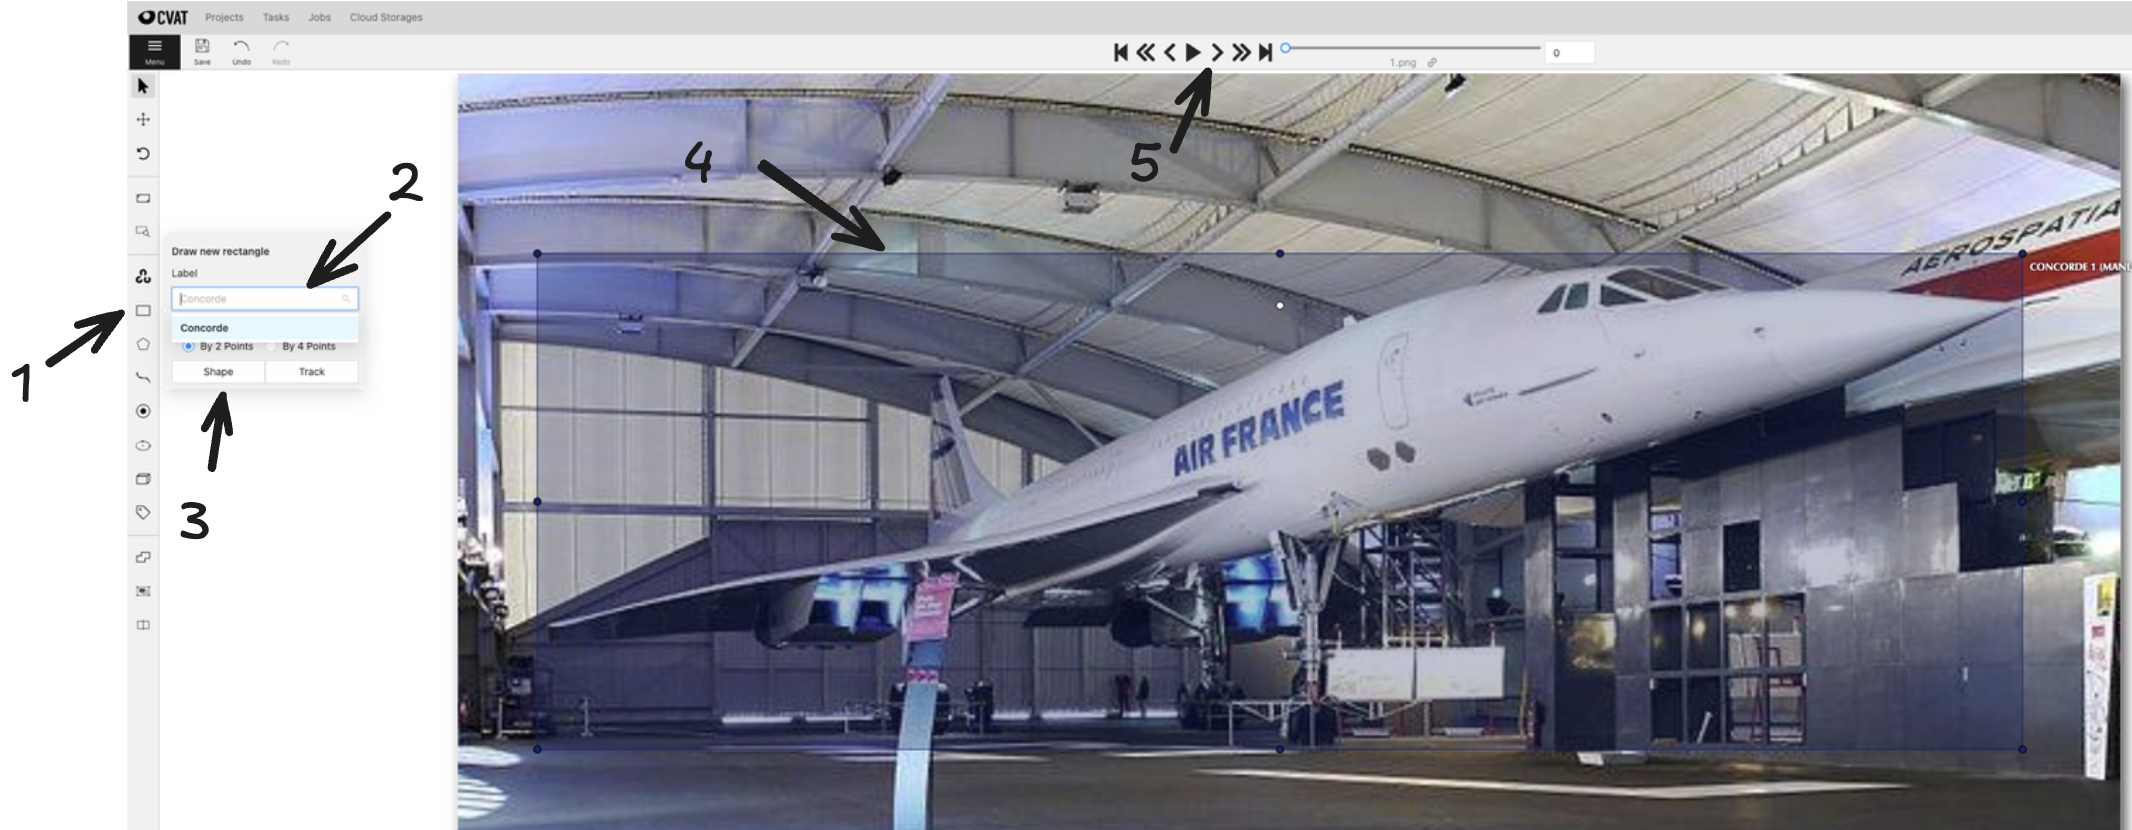 CVAT Projects Tasks Jobs Cloud Storages
Menu Save Undo Redo
0
1.png
5
4
2
AEROSPATIA
CONCORDE 1 (MANU
Draw new rectangle
Label
Concorde
Concorde
By 2 Points By 4 Points
Shape Track
1
3
AIR FRANCE